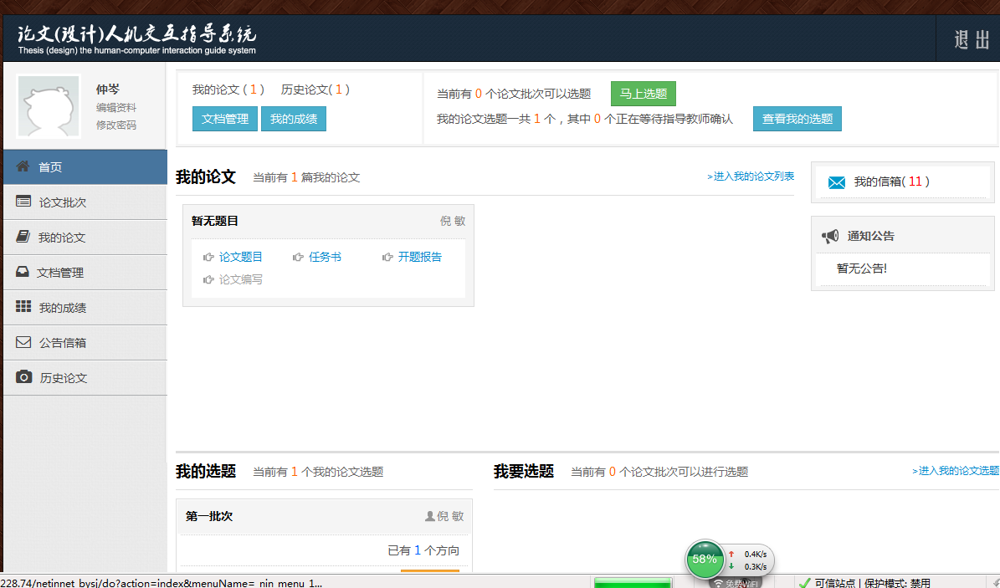 论文(设计)人机交互指导系统
Thesis (design) the human-computer interaction guide system
退 出
仲岑
编辑资料
修改密码
我的论文 ( 1 ) 历史论文( 1 )
文档管理 我的成绩
当前有 0 个论文批次可以选题 马上选题
我的论文选题一共 1 个，其中 0 个正在等待指导教师确认 查看我的选题
首页
论文批次
我的论文
文档管理
我的成绩
公告信箱
历史论文
我的论文 当前有 1 篇我的论文 >进入我的论文列表
暂无题目 倪 敏
论文题目 任务书 开题报告
论文编写
我的信箱( 11 )
通知公告
暂无公告!
我的选题 当前有 1 个我的论文选题
第一批次 倪 敏
已有 1 个方向
我要选题 当前有 0 个论文批次可以进行选题 >进入我的论文选题
58% 0.4K/s
0.3K/s
免费WiFi
228.74/netinnet_bysj/do?action=index&menuName=_nin_menu_1... 可信站点 | 保护模式: 禁用